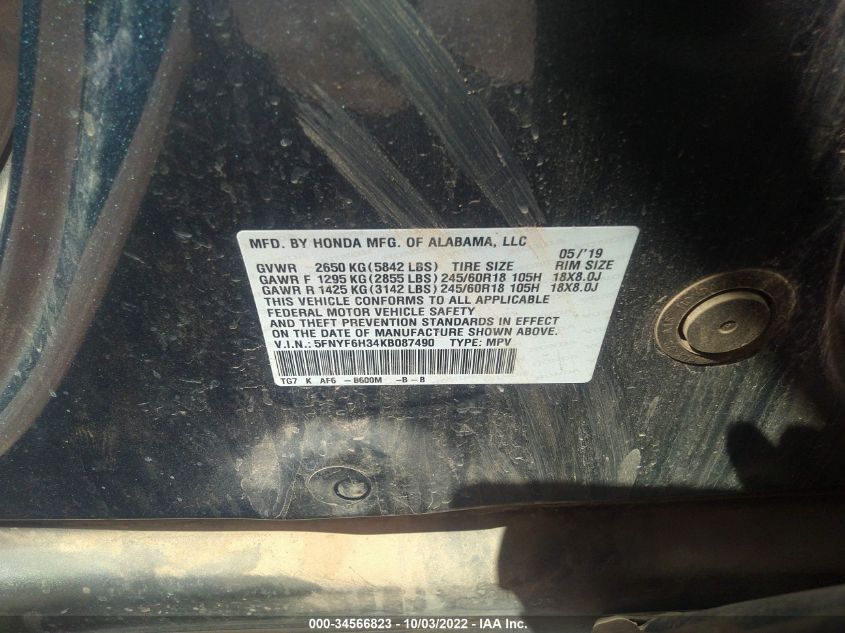 MFD. BY HONDA MFG. OF ALABAMA, LLC 05/'19
GVWR 2650 KG (5842 LBS) TIRE SIZE RIM SIZE
GAWR F 1295 KG (2855 LBS) 245/60R18 105H 18X8.0J
GAWR R 1425 KG (3142 LBS) 245/60R18 105H 18X8.0J
THIS VEHICLE CONFORMS TO ALL APPLICABLE
FEDERAL MOTOR VEHICLE SAFETY
AND THEFT PREVENTION STANDARDS IN EFFECT
ON THE DATE OF MANUFACTURE SHOWN ABOVE.
V.I.N.: 5FNYF6H34KB087490 TYPE: MPV
TG7 K AF6 -B600M -B-B
000-34566823 - 10/03/2022 - IAA Inc.